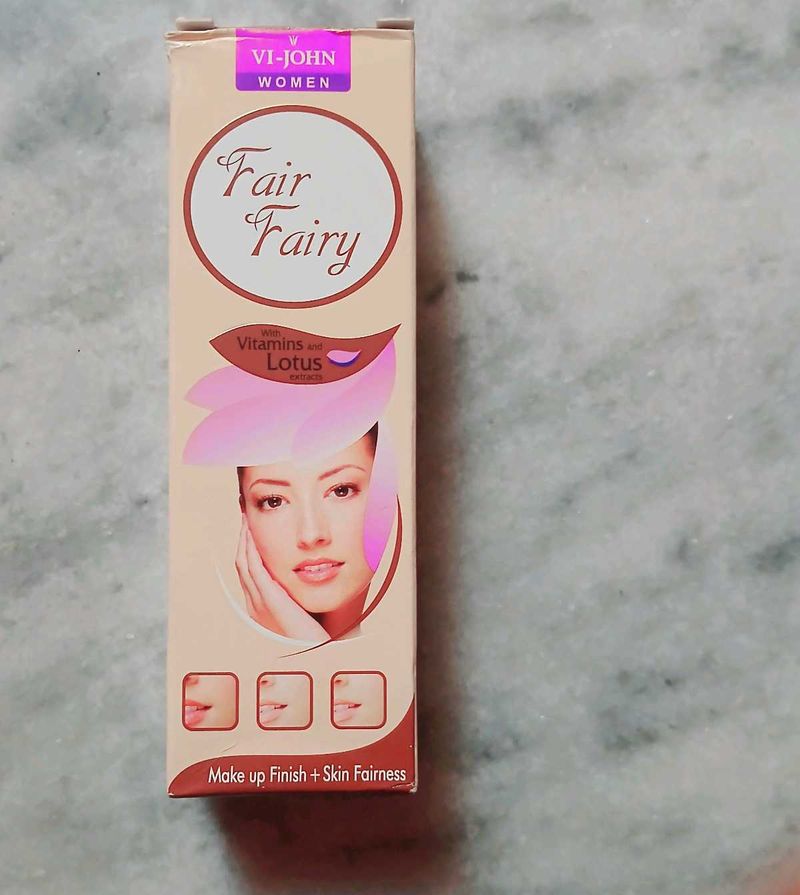 VI-JOHN
WOMEN
Fair
Fairy
With
Vitamins and
Lotus
extracts
Make up Finish + Skin Fairness